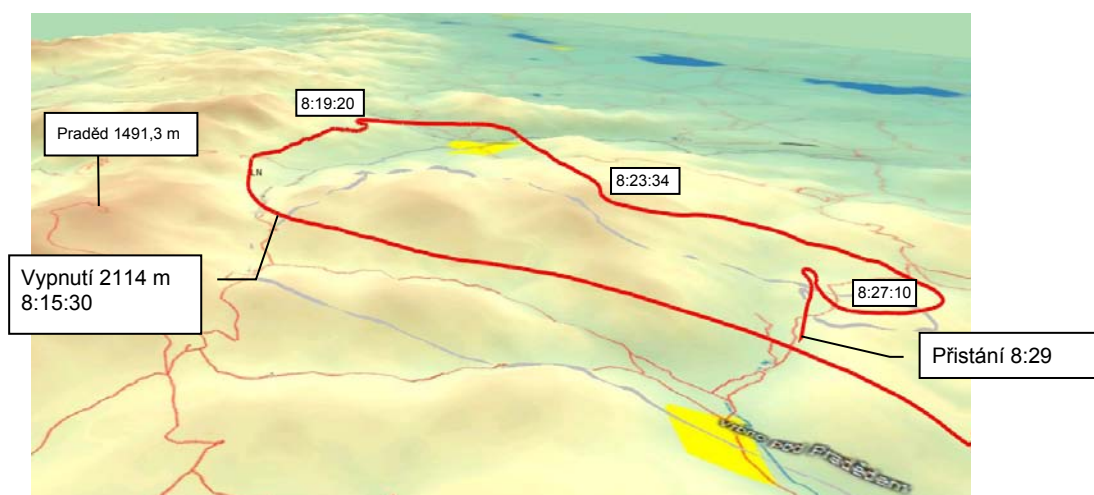 8:19:20
Praděd 1491,3 m
LN
8:23:34
Vypnutí 2114 m
8:15:30
8:27:10
Přistání 8:29
Vrbno pod Pradědem